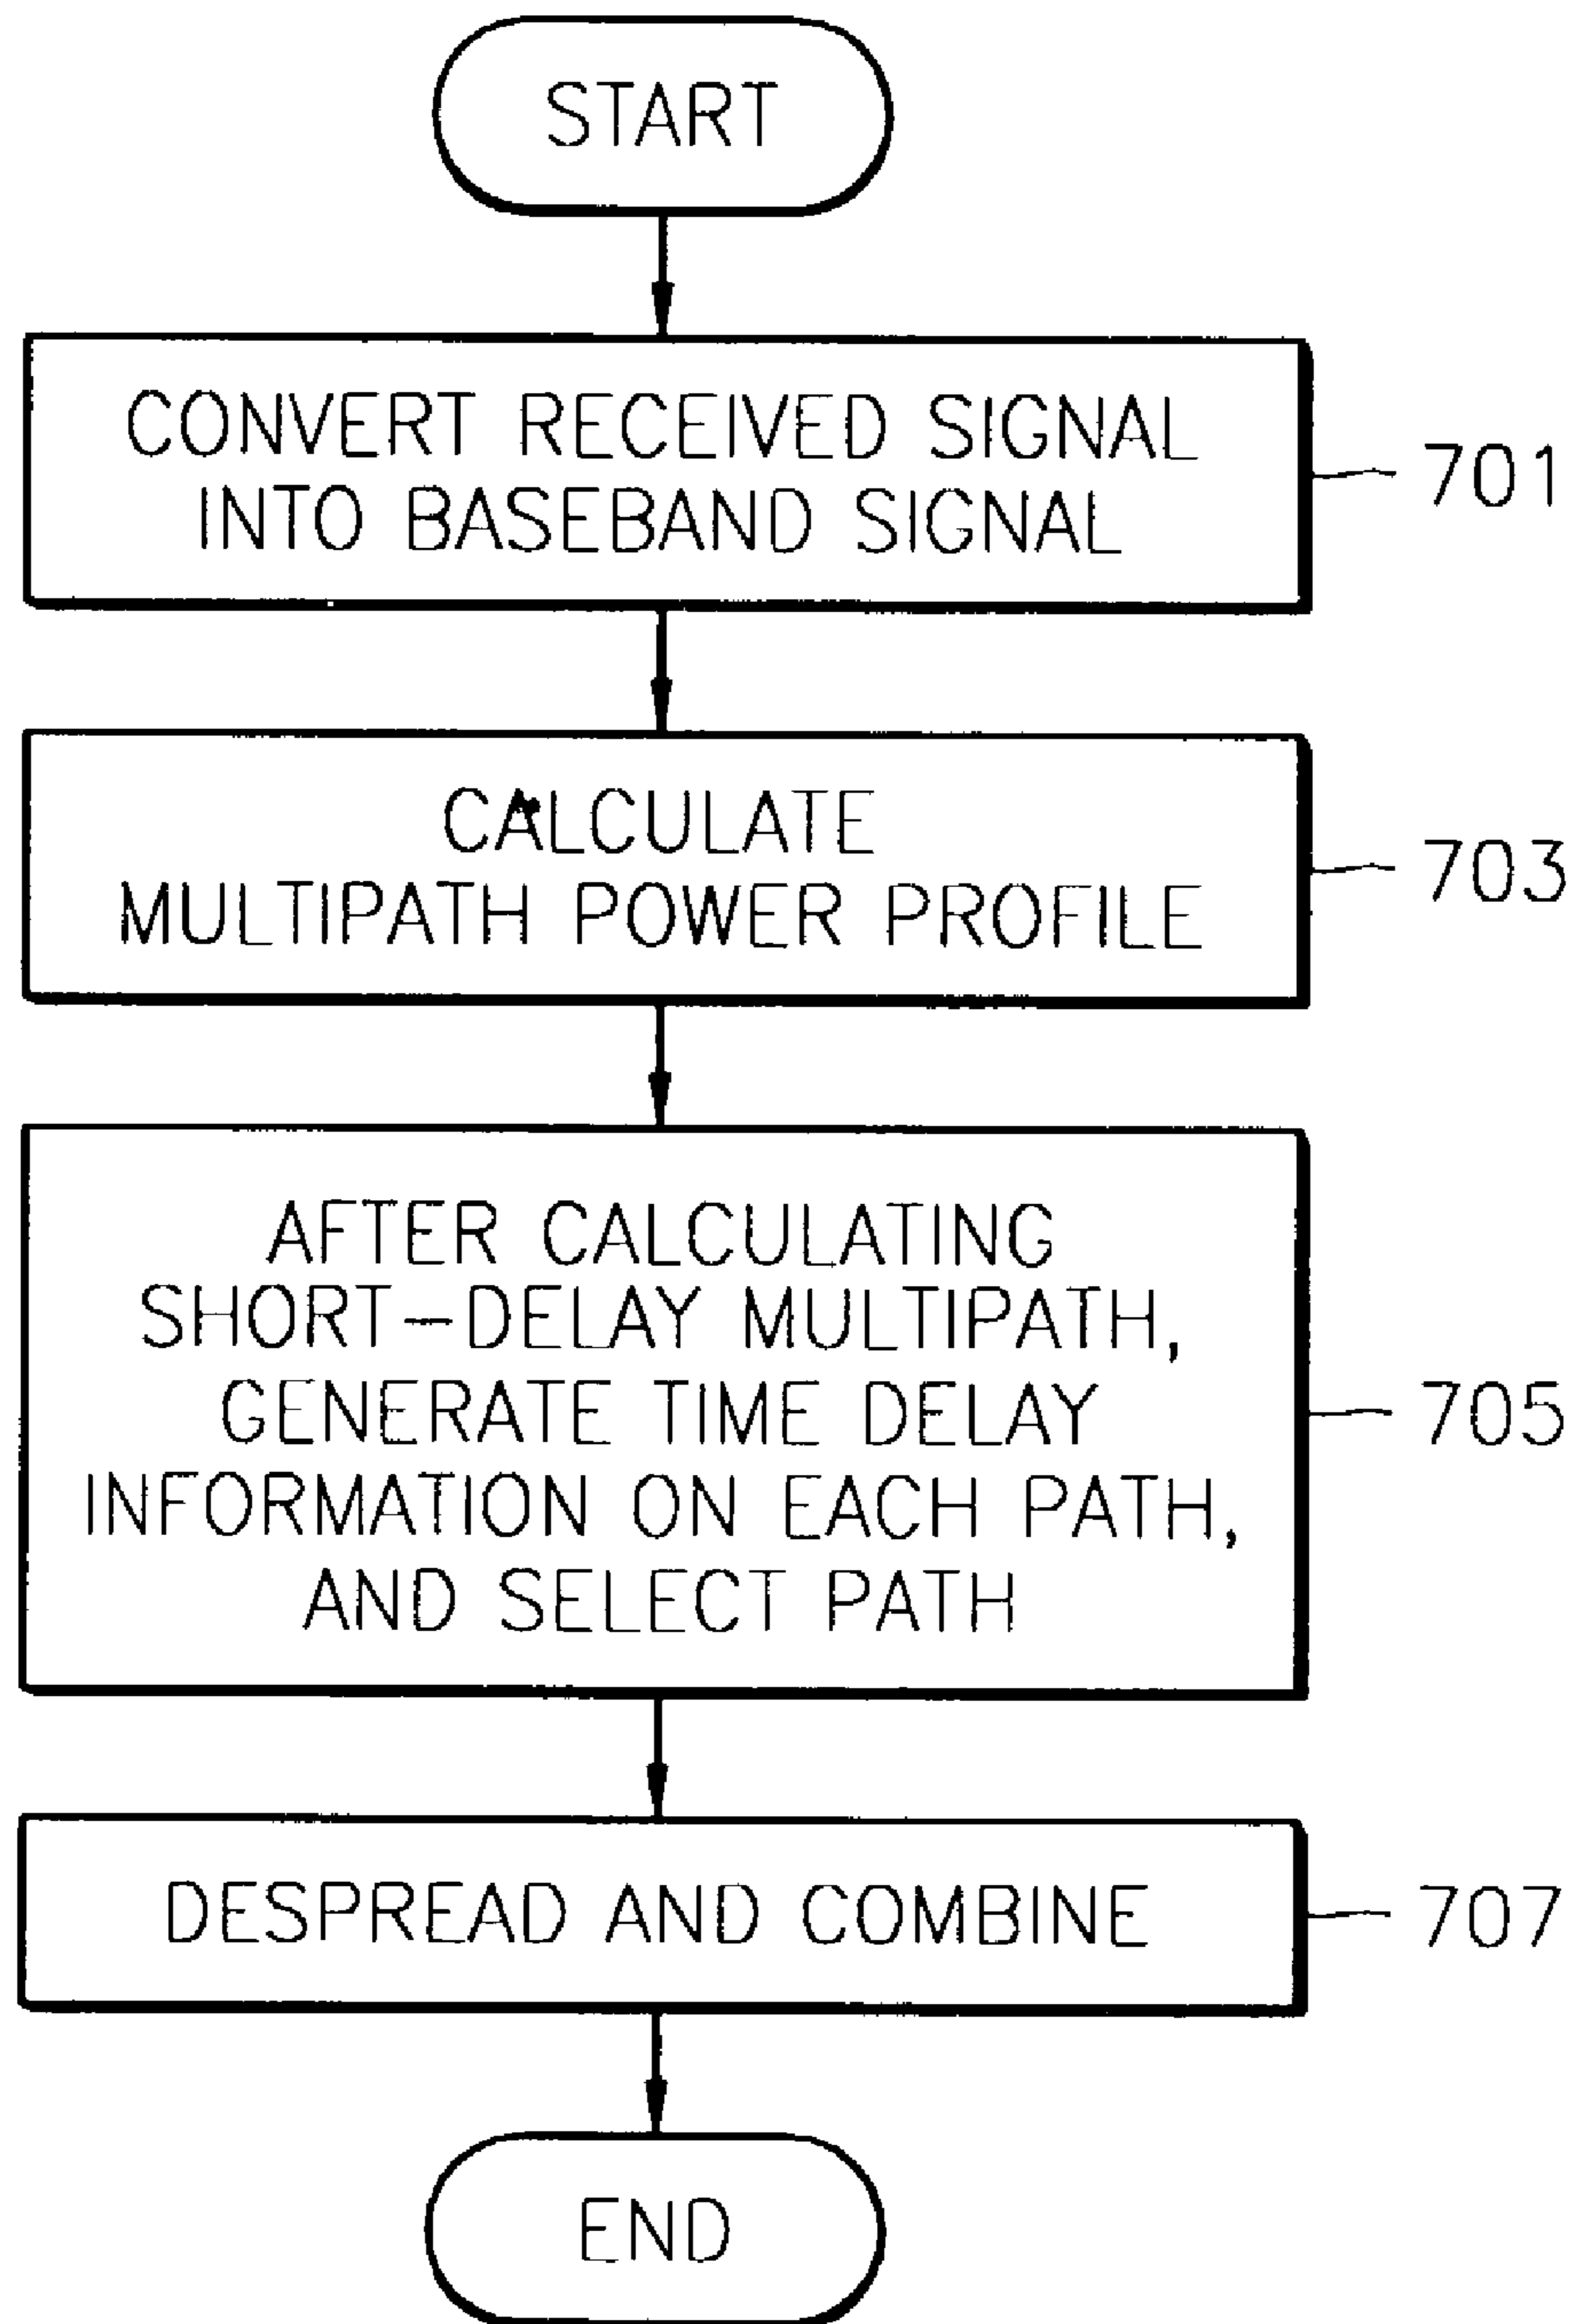 START
CONVERT RECEIVED SIGNAL
INTO BASEBAND SIGNAL
701
CALCULATE
MULTIPATH POWER PROFILE
703
AFTER CALCULATING
SHORT-DELAY MULTIPATH,
GENERATE TIME DELAY
INFORMATION ON EACH PATH,
AND SELECT PATH
705
DESPREAD AND COMBINE
707
END